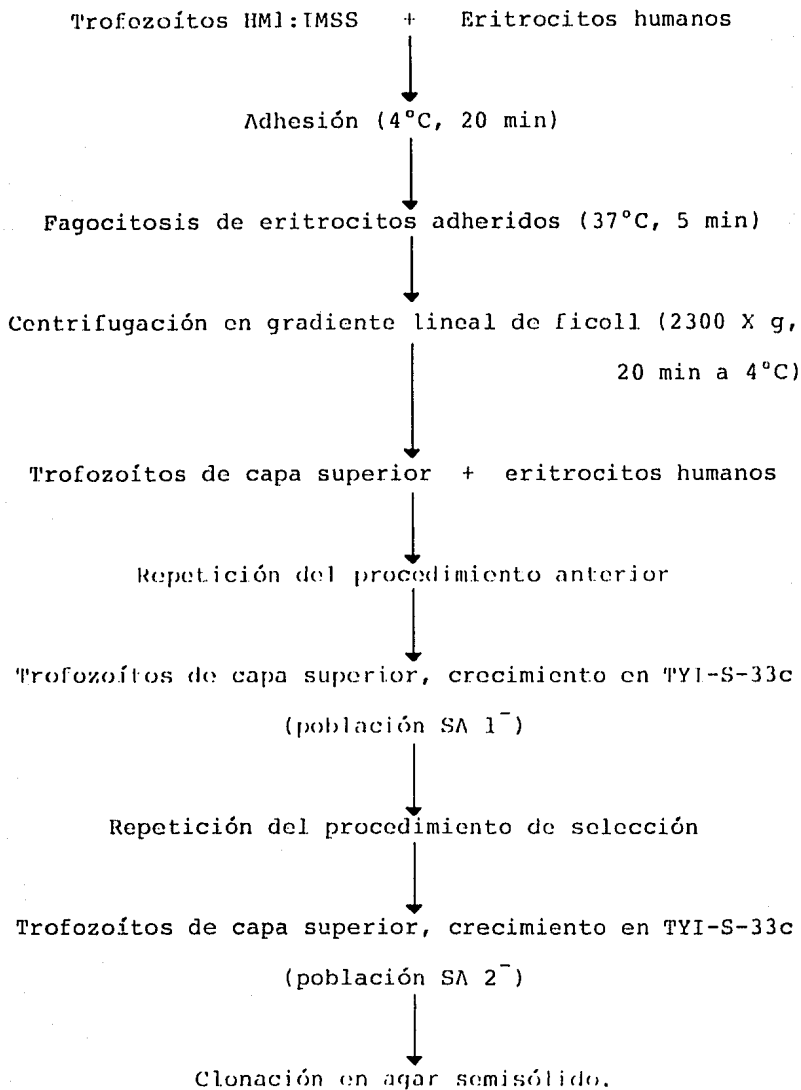 Trofozoítos HM1:IMSS + Eritrocitos humanos
Adhesión (4°C, 20 min)
Fagocitosis de eritrocitos adheridos (37°C, 5 min)
Centrifugación en gradiente lineal de ficoll (2300 X g,
20 min a 4°C)
Trofozoítos de capa superior + eritrocitos humanos
Repetición del procedimiento anterior
Trofozoítos de capa superior, crecimiento en TYI-S-33c
(población SA 1⁻)
Repetición del procedimiento de selección
Trofozoítos de capa superior, crecimiento en TYI-S-33c
(población SA 2⁻)
Clonación en agar semisólido.